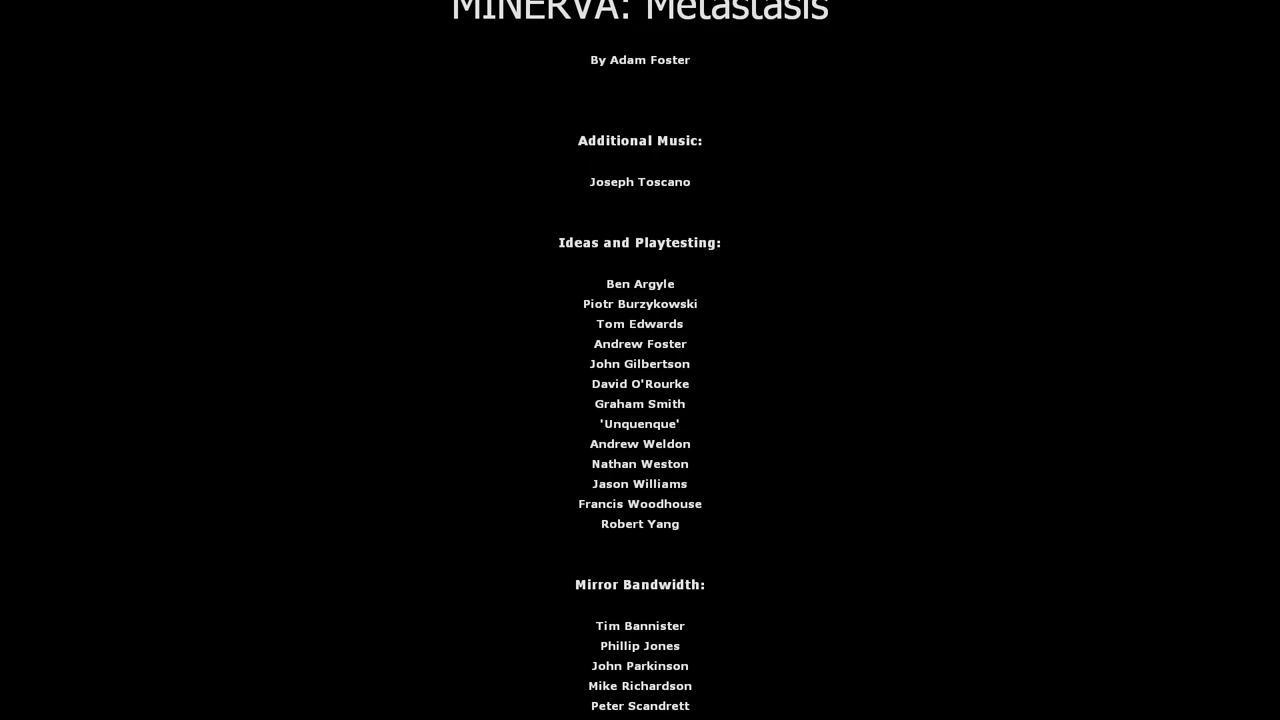 MINERVA: Metastasis
By Adam Foster
Additional Music:
Joseph Toscano
Ideas and Playtesting:
Ben Argyle
Piotr Burzykowski
Tom Edwards
Andrew Foster
John Gilbertson
David O'Rourke
Graham Smith
'Unquenque'
Andrew Weldon
Nathan Weston
Jason Williams
Francis Woodhouse
Robert Yang
Mirror Bandwidth:
Tim Bannister
Phillip Jones
John Parkinson
Mike Richardson
Peter Scandrett